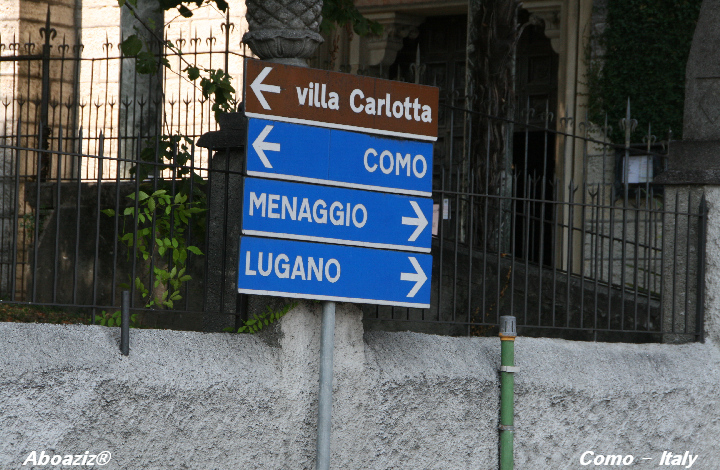 villa Carlotta
COMO
MENAGGIO
LUGANO
Aboaziz®
Como - Italy